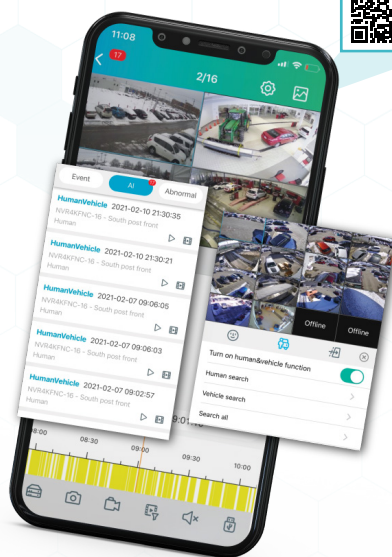 11:08
17
2/16
Event
AI
Abnormal
HumanVehicle 2021-02-10 21:30:35
NVR4KFNC-16 - South post front
Human
HumanVehicle 2021-02-10 21:30:21
NVR4KFNC-16 - South post front
Human
HumanVehicle 2021-02-07 09:06:05
NVR4KFNC-16 - South post front
Human
HumanVehicle 2021-02-07 09:06:03
NVR4KFNC-16 - South post front
Human
HumanVehicle 2021-02-07 09:02:57
NVR4KFNC-16 - South post front
Human
Offline
Offline
Turn on human&vehicle function
Human search
Vehicle search
Search all
08:30
09:00
09:30
10:00